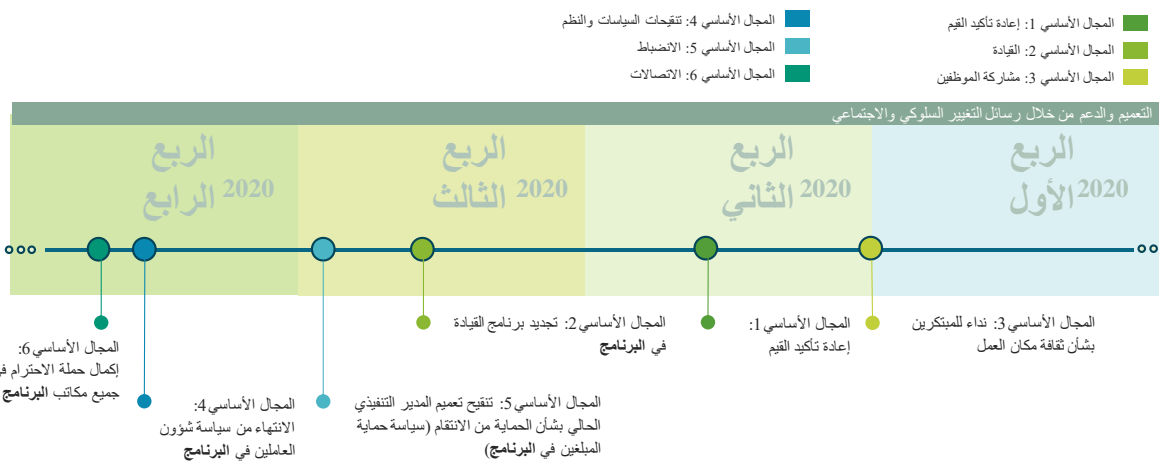 المجال الأساسي 1: إعادة تأكيد القيم
المجال الأساسي 2: القيادة
المجال الأساسي 3: مشاركة الموظفين
المجال الأساسي 4: تنقيحات السياسات والنظم
المجال الأساسي 5: الانضباط
المجال الأساسي 6: الاتصالات
التعميم والدعم من خلال رسائل التغيير السلوكي والاجتماعي
الربع
الأول 2020
الربع
الثاني 2020
الربع
الثالث 2020
الربع
الرابع 2020
المجال الأساسي 3: نداء للمبتكرين
بشأن ثقافة مكان العمل
المجال الأساسي 1:
إعادة تأكيد القيم
المجال الأساسي 2: تجديد برنامج القيادة
في البرنامج
المجال الأساسي 5: تنقيح تعميم المدير التنفيذي
الحالي بشأن الحماية من الانتقام (سياسة حماية
المبلغين في البرنامج)
المجال الأساسي 4:
الانتهاء من سياسة شؤون
العاملين في البرنامج
المجال الأساسي 6:
إكمال حملة الاحترام في
جميع مكاتب البرنامج